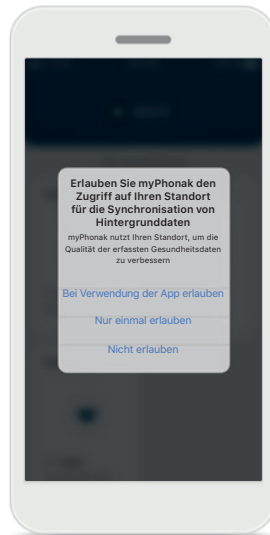 Erlauben Sie myPhonak den
Zugriff auf Ihren Standort
für die Synchronisation von
Hintergrunddaten
myPhonak nutzt Ihren Standort, um die
Qualität der erfassten Gesundheitsdaten
zu verbessern
Bei Verwendung der App erlauben
Nur einmal erlauben
Nicht erlauben